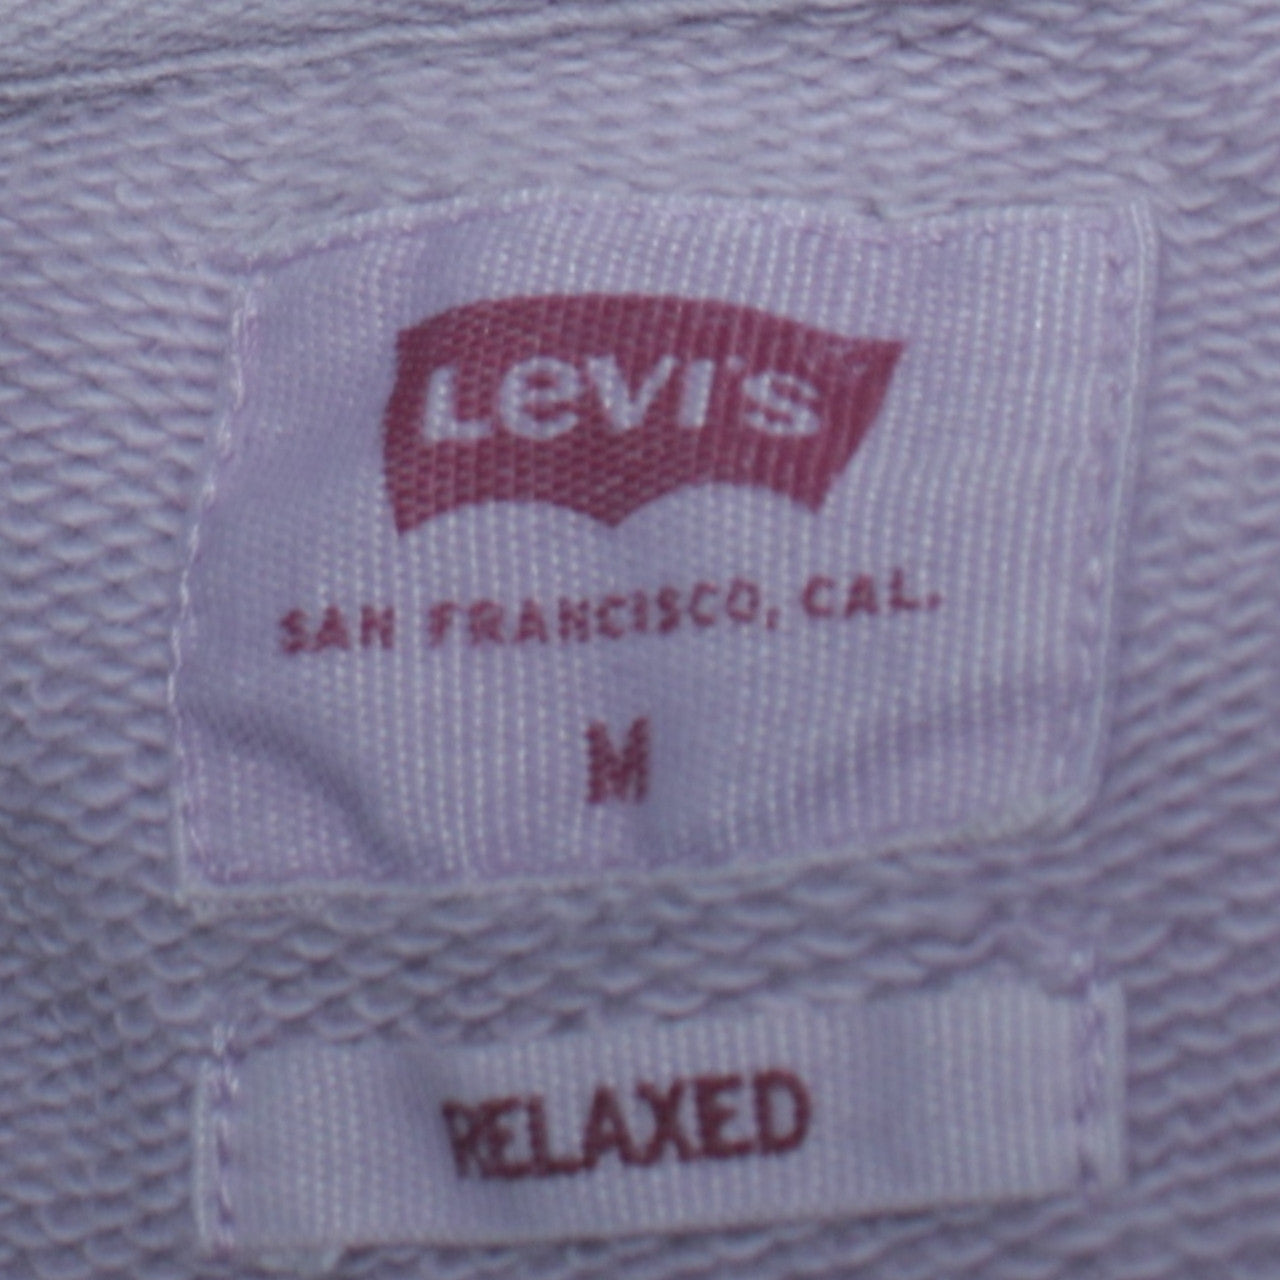 Levi's
SAN FRANCISCO, CAL.
M
RELAXED